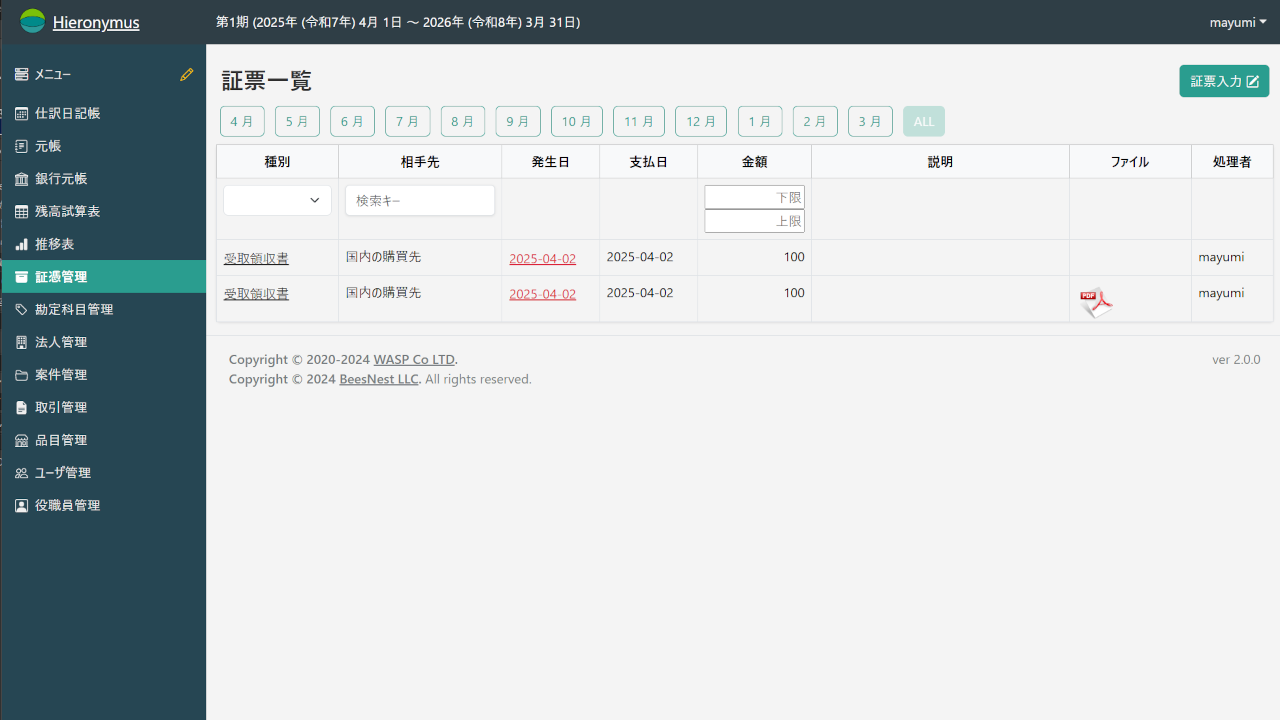 Hieronymus
第1期 (2025年 (令和7年) 4月 1日 ～ 2026年 (令和8年) 3月 31日)
mayumi
メニュー
仕訳日記帳
元帳
銀行元帳
残高試算表
推移表
証憑管理
勘定科目管理
法人管理
案件管理
取引管理
品目管理
ユーザ管理
役職員管理
証票一覧
証票入力
4 月 5 月 6 月 7 月 8 月 9 月 10 月 11 月 12 月 1 月 2 月 3 月 ALL
種別 相手先 発生日 支払日 金額 説明 ファイル 処理者
検索キー 下限
上限
受取領収書 国内の購買先 2025-04-02 2025-04-02 100 mayumi
受取領収書 国内の購買先 2025-04-02 2025-04-02 100 PDF mayumi
Copyright © 2020-2024 WASP Co LTD. ver 2.0.0
Copyright © 2024 BeesNest LLC. All rights reserved.